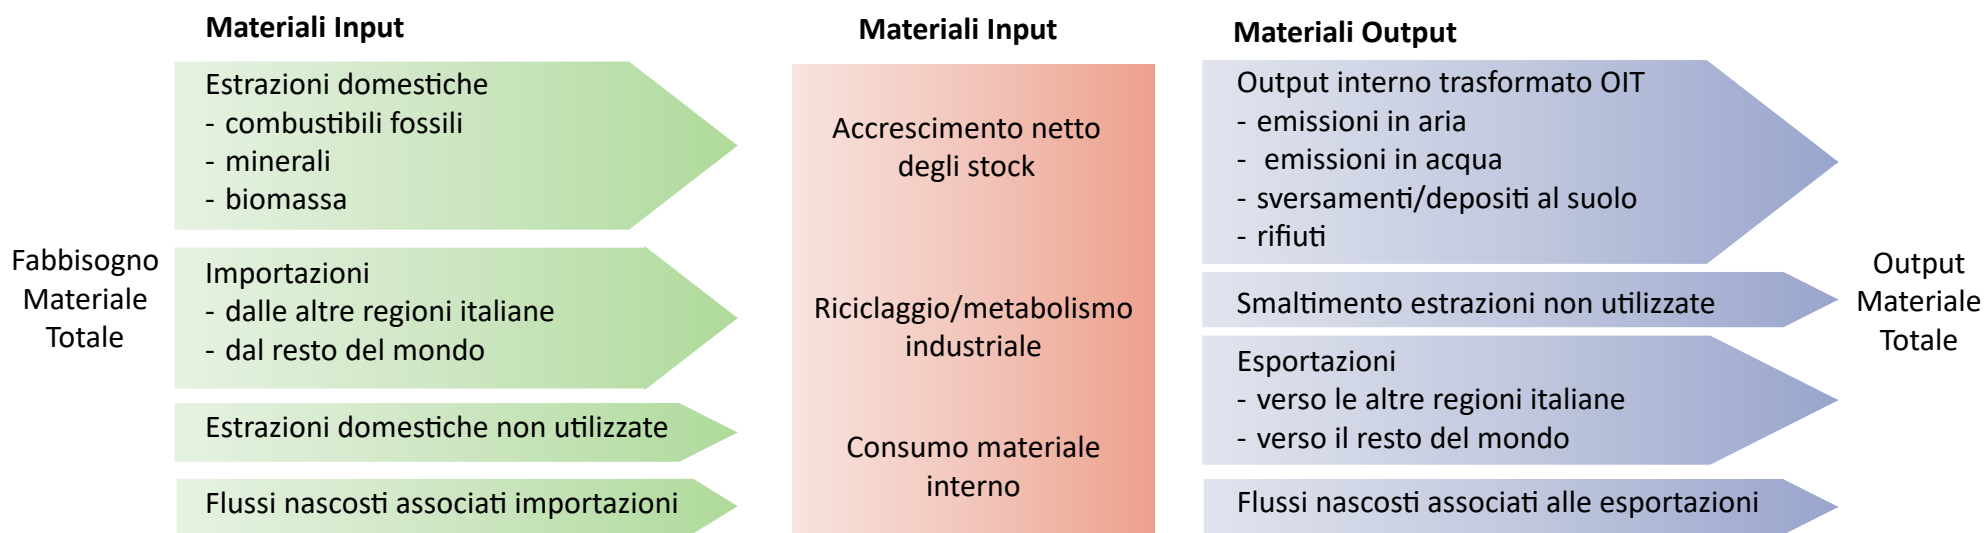 Materiali Input
Estrazioni domestiche
- combustibili fossili
- minerali
- biomassa
Fabbisogno
Materiale
Totale
Importazioni
- dalle altre regioni italiane
- dal resto del mondo
Estrazioni domestiche non utilizzate
Flussi nascosti associati importazioni
Materiali Input
Accrescimento netto
degli stock
Riciclaggio/metabolismo
industriale
Consumo materiale
interno
Materiali Output
Output interno trasformato OIT
- emissioni in aria
- emissioni in acqua
- sversamenti/depositi al suolo
- rifiuti
Smaltimento estrazioni non utilizzate
Esportazioni
- verso le altre regioni italiane
- verso il resto del mondo
Flussi nascosti associati alle esportazioni
Output
Materiale
Totale